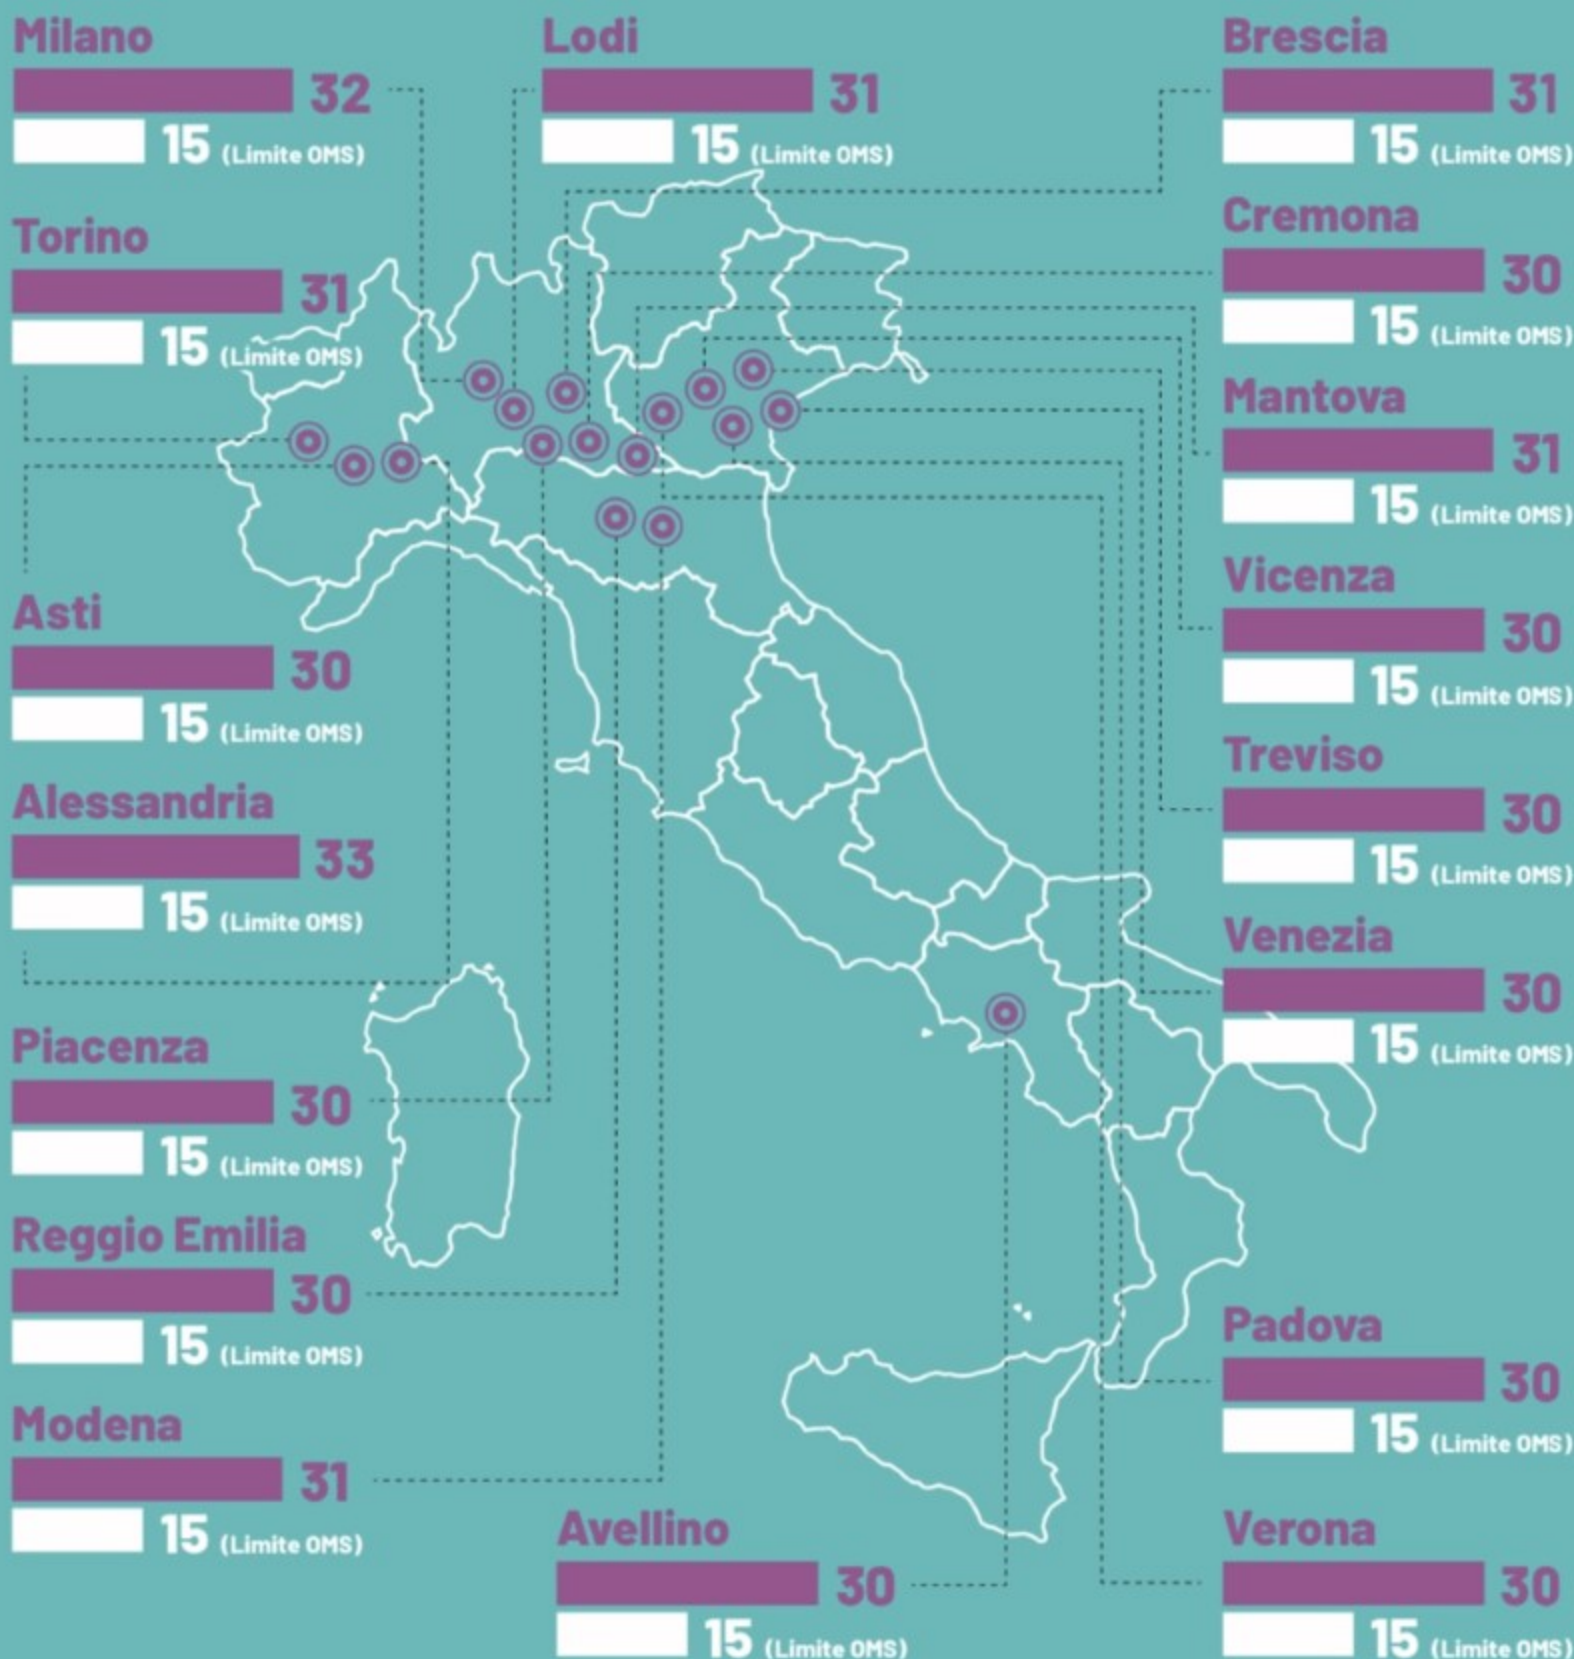 Milano
32
15 (Limite OMS)
Lodi
31
15 (Limite OMS)
Brescia
31
15 (Limite OMS)
Torino
31
15 (Limite OMS)
Cremona
30
15 (Limite OMS)
Mantova
31
15 (Limite OMS)
Vicenza
30
15 (Limite OMS)
Asti
30
15 (Limite OMS)
Treviso
30
15 (Limite OMS)
Alessandria
33
15 (Limite OMS)
Venezia
30
15 (Limite OMS)
Piacenza
30
15 (Limite OMS)
Reggio Emilia
30
15 (Limite OMS)
Padova
30
15 (Limite OMS)
Modena
31
15 (Limite OMS)
Avellino
30
15 (Limite OMS)
Verona
30
15 (Limite OMS)